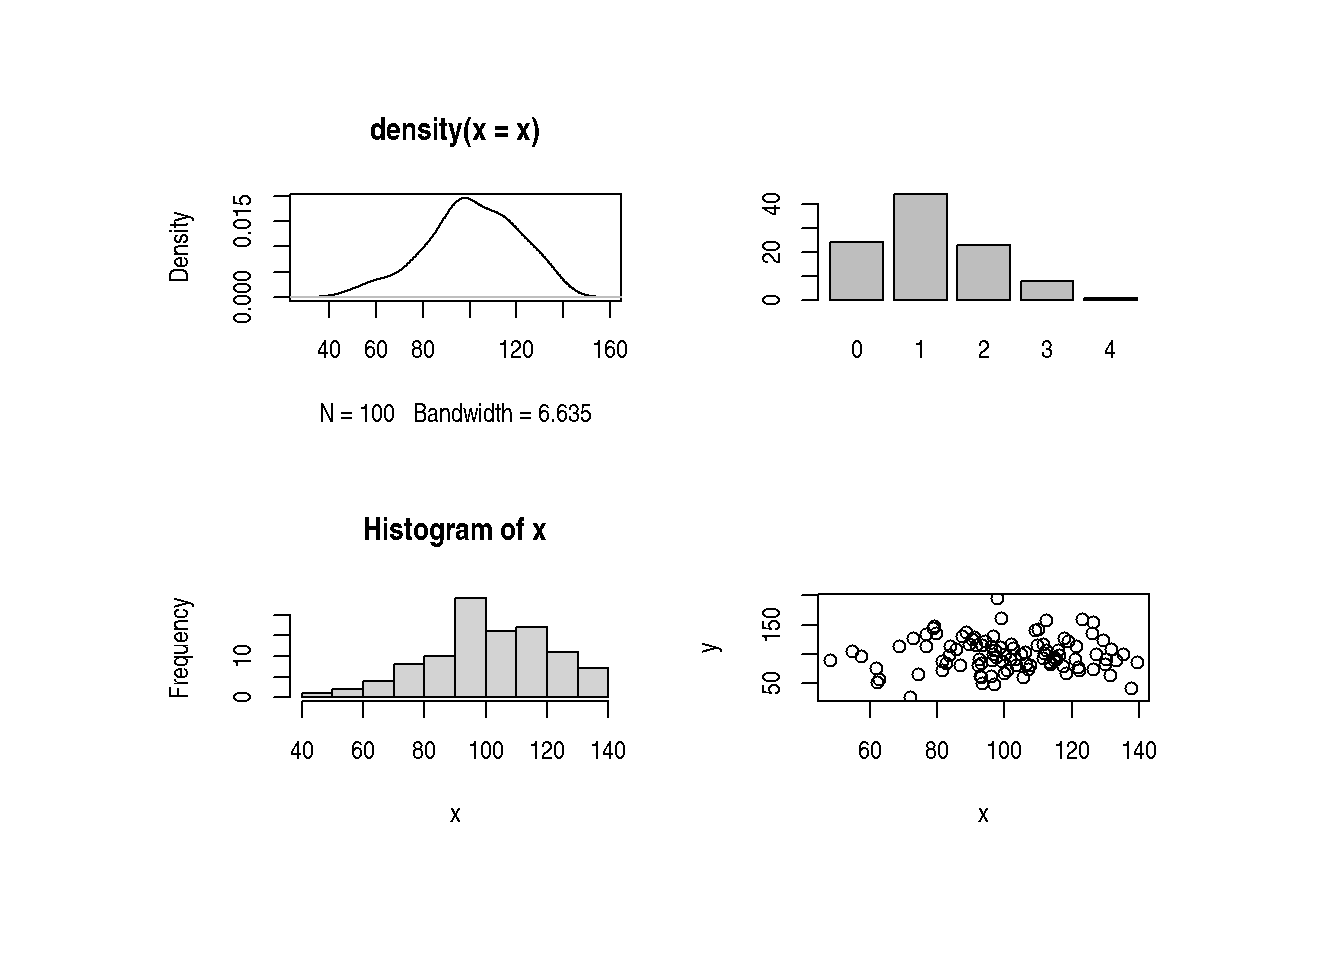 density(x = x)
Density
0.000 0.015
40 60 80 120 160
N = 100 Bandwidth = 6.635
0 20 40
0 1 2 3 4
Histogram of x
Frequency
0 10
40 60 80 100 120 140
x
y
50 150
60 80 100 120 140
x